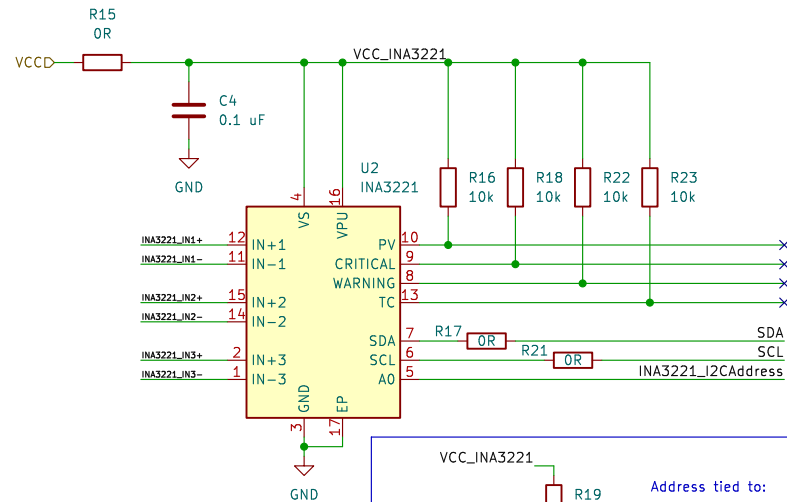 R15
0R
VCC
VCC_INA3221
C4
0.1 uF
GND
U2
INA3221
R16
10k
R18
10k
R22
10k
R23
10k
4
16
VS
VPU
INA3221_IN1+
12
IN+1
PV
10
INA3221_IN1-
11
IN-1
CRITICAL
9
WARNING
8
INA3221_IN2+
15
IN+2
TC
13
INA3221_IN2-
14
IN-2
SDA
7
R17
0R
SDA
INA3221_IN3+
2
IN+3
SCL
6
R21
0R
SCL
INA3221_IN3-
1
IN-3
A0
5
INA3221_I2CAddress
GND
EP
3
17
GND
VCC_INA3221
R19
Address tied to: